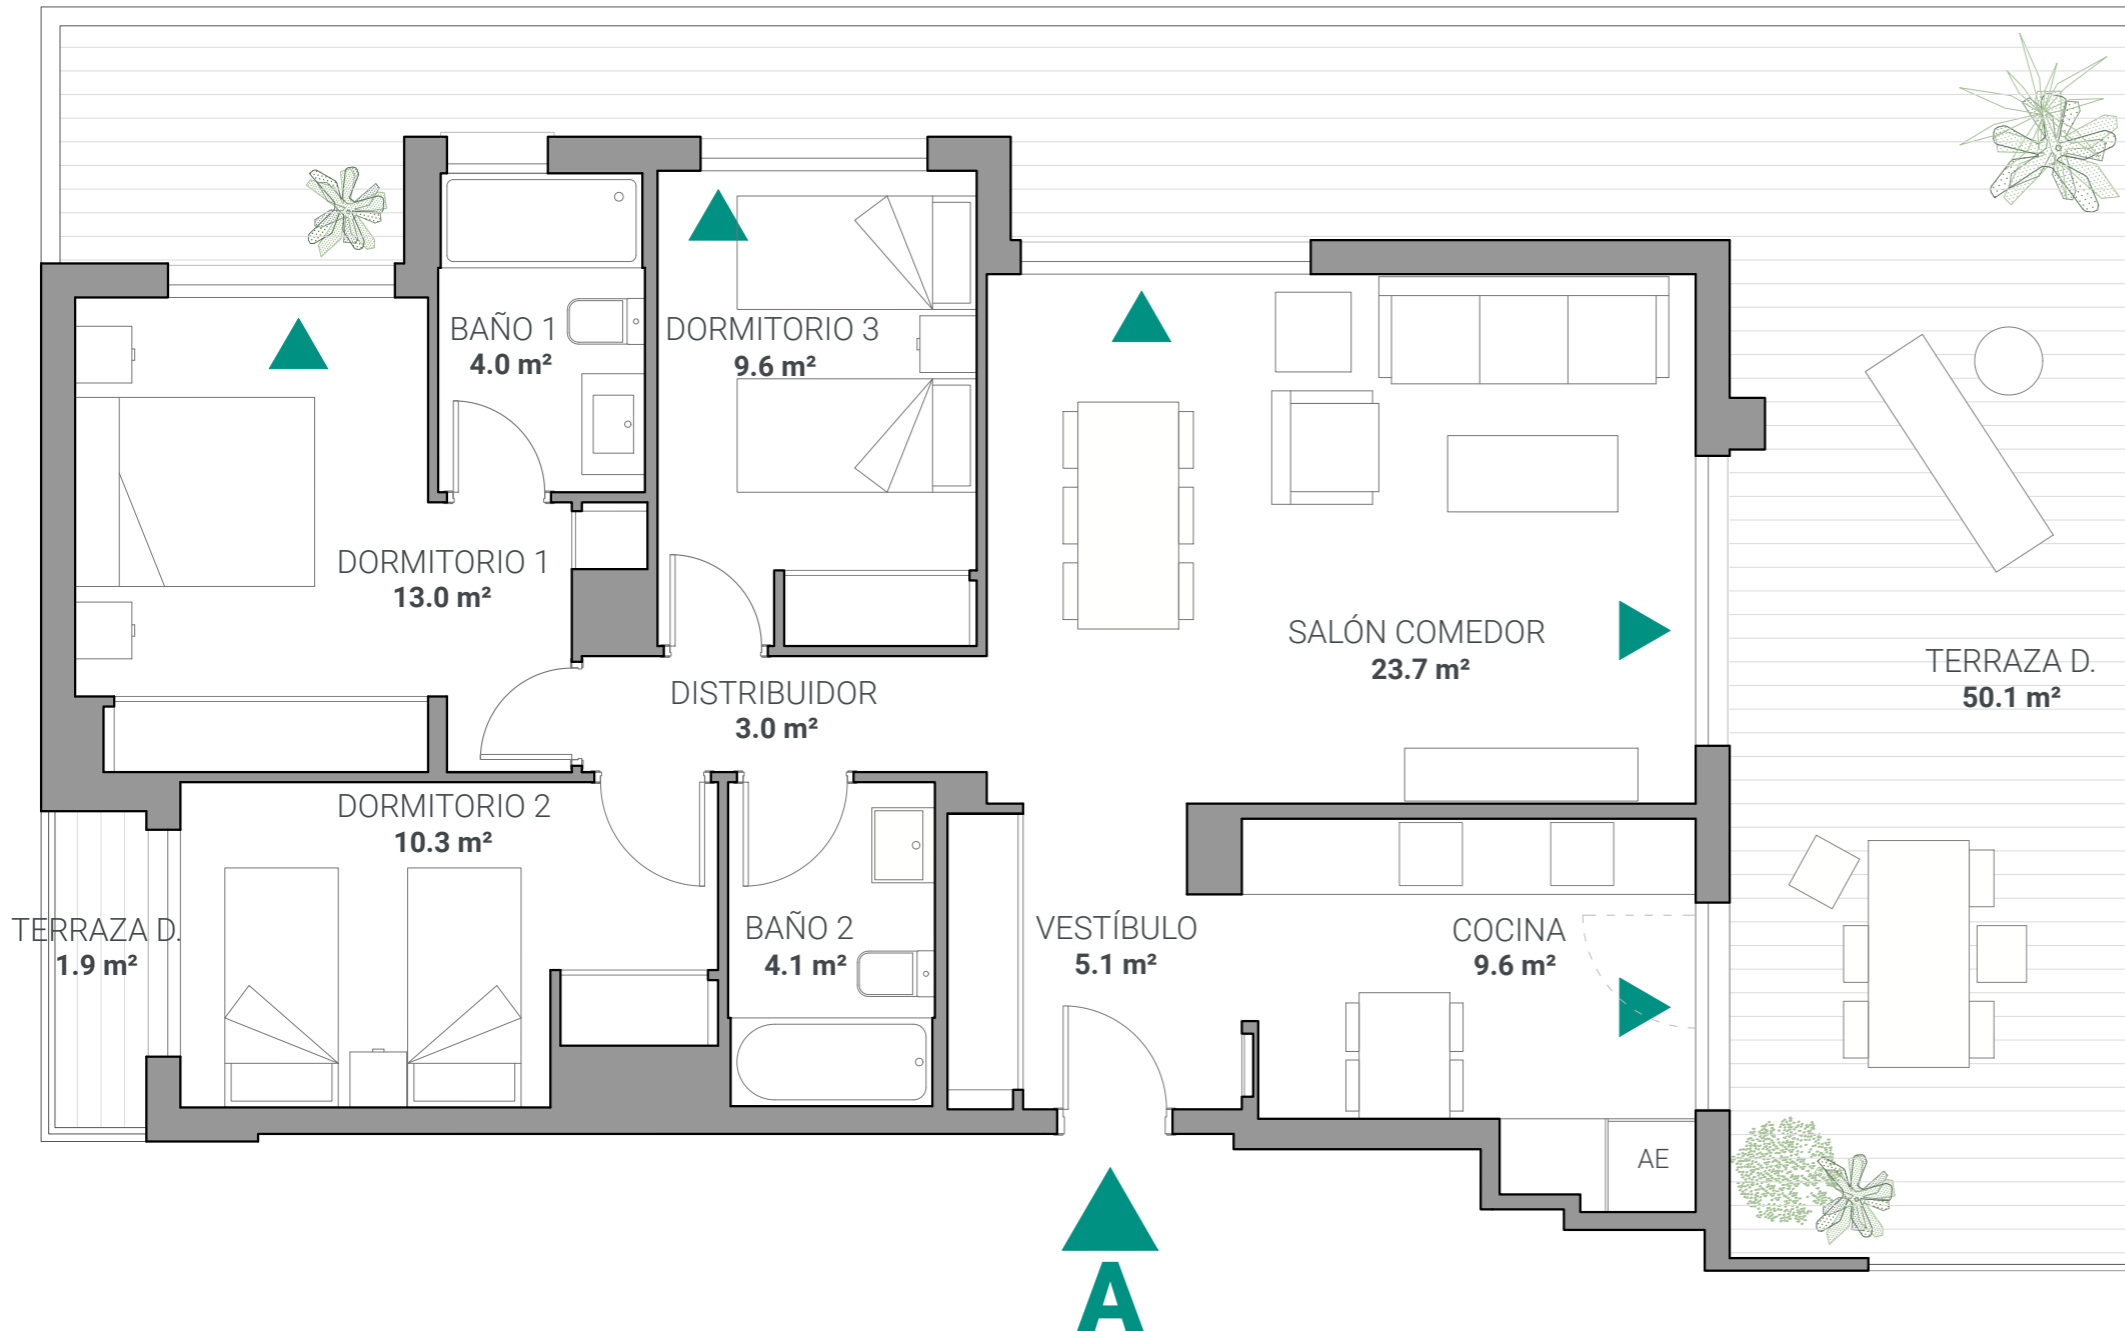 BAÑO 1
4.0 m²
DORMITORIO 3
9.6 m²
DORMITORIO 1
13.0 m²
SALÓN COMEDOR
23.7 m²
TERRAZA D.
50.1 m²
DISTRIBUIDOR
3.0 m²
DORMITORIO 2
10.3 m²
TERRAZA D.
1.9 m²
BAÑO 2
4.1 m²
VESTÍBULO
5.1 m²
COCINA
9.6 m²
AE
A